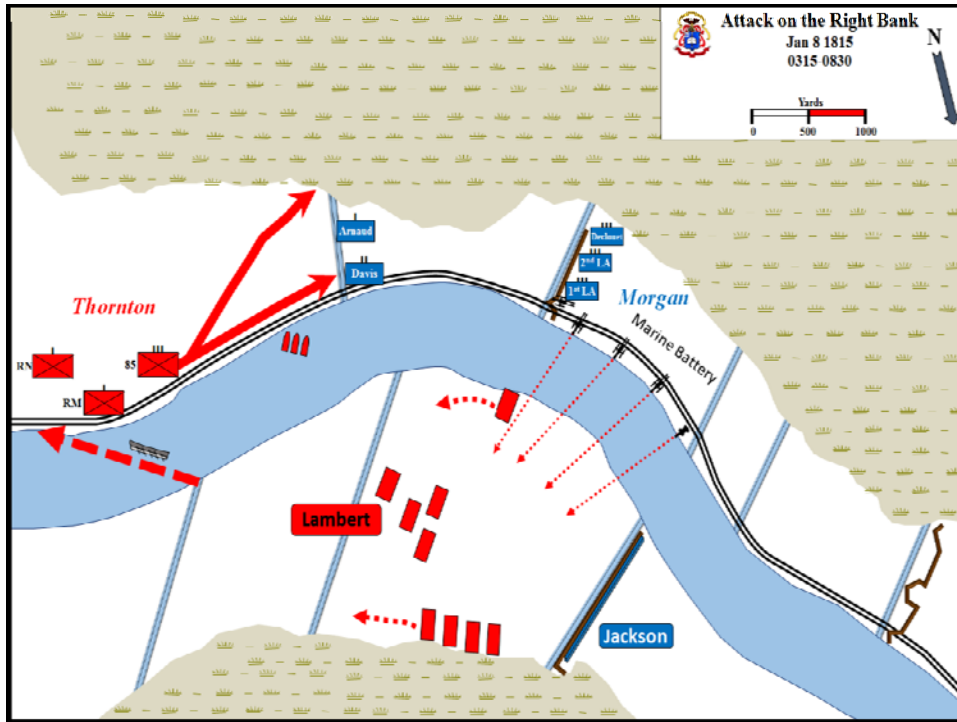 Attack on the Right Bank
Jan 8 1815
0315-0830
N
Yards
0 500 1000
Arnaud
Davis
Declouet
2nd LA
1st LA
Morgan
Marine Battery
Thornton
RN
85
RM
Lambert
Jackson